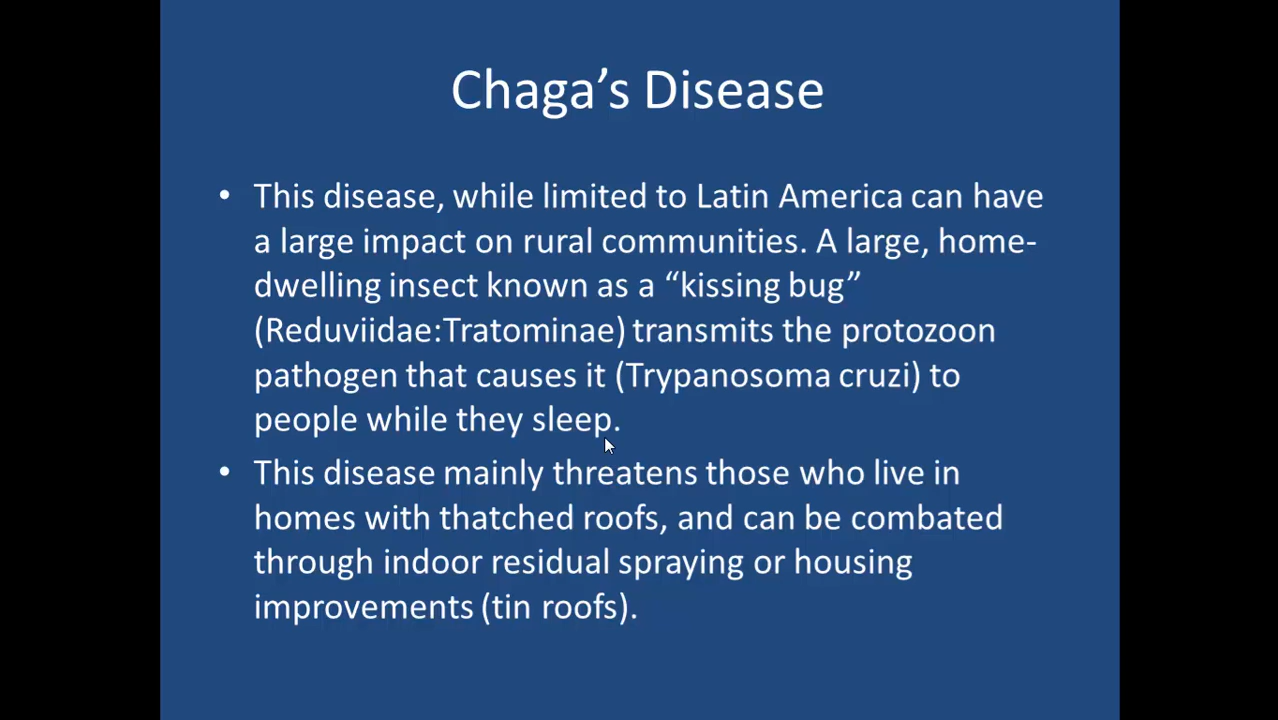 Chaga’s Disease
• This disease, while limited to Latin America can have
a large impact on rural communities. A large, home-
dwelling insect known as a “kissing bug”
(Reduviidae:Tratominae) transmits the protozoon
pathogen that causes it (Trypanosoma cruzi) to
people while they sleep.
• This disease mainly threatens those who live in
homes with thatched roofs, and can be combated
through indoor residual spraying or housing
improvements (tin roofs).